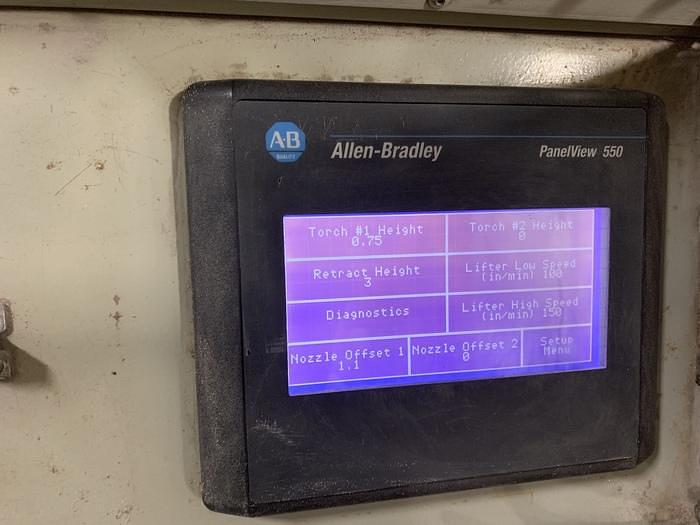 A·B
QUALITY
Allen-Bradley
PanelView 550
Torch #1 Height
0.75
Torch #2 Height
0
Retract Height
3
Lifter Low Speed
(in/min) 100
Diagnostics
Lifter High Speed
(in/min) 150
Nozzle Offset 1
1.1
Nozzle Offset 2
0
Setup
Menu